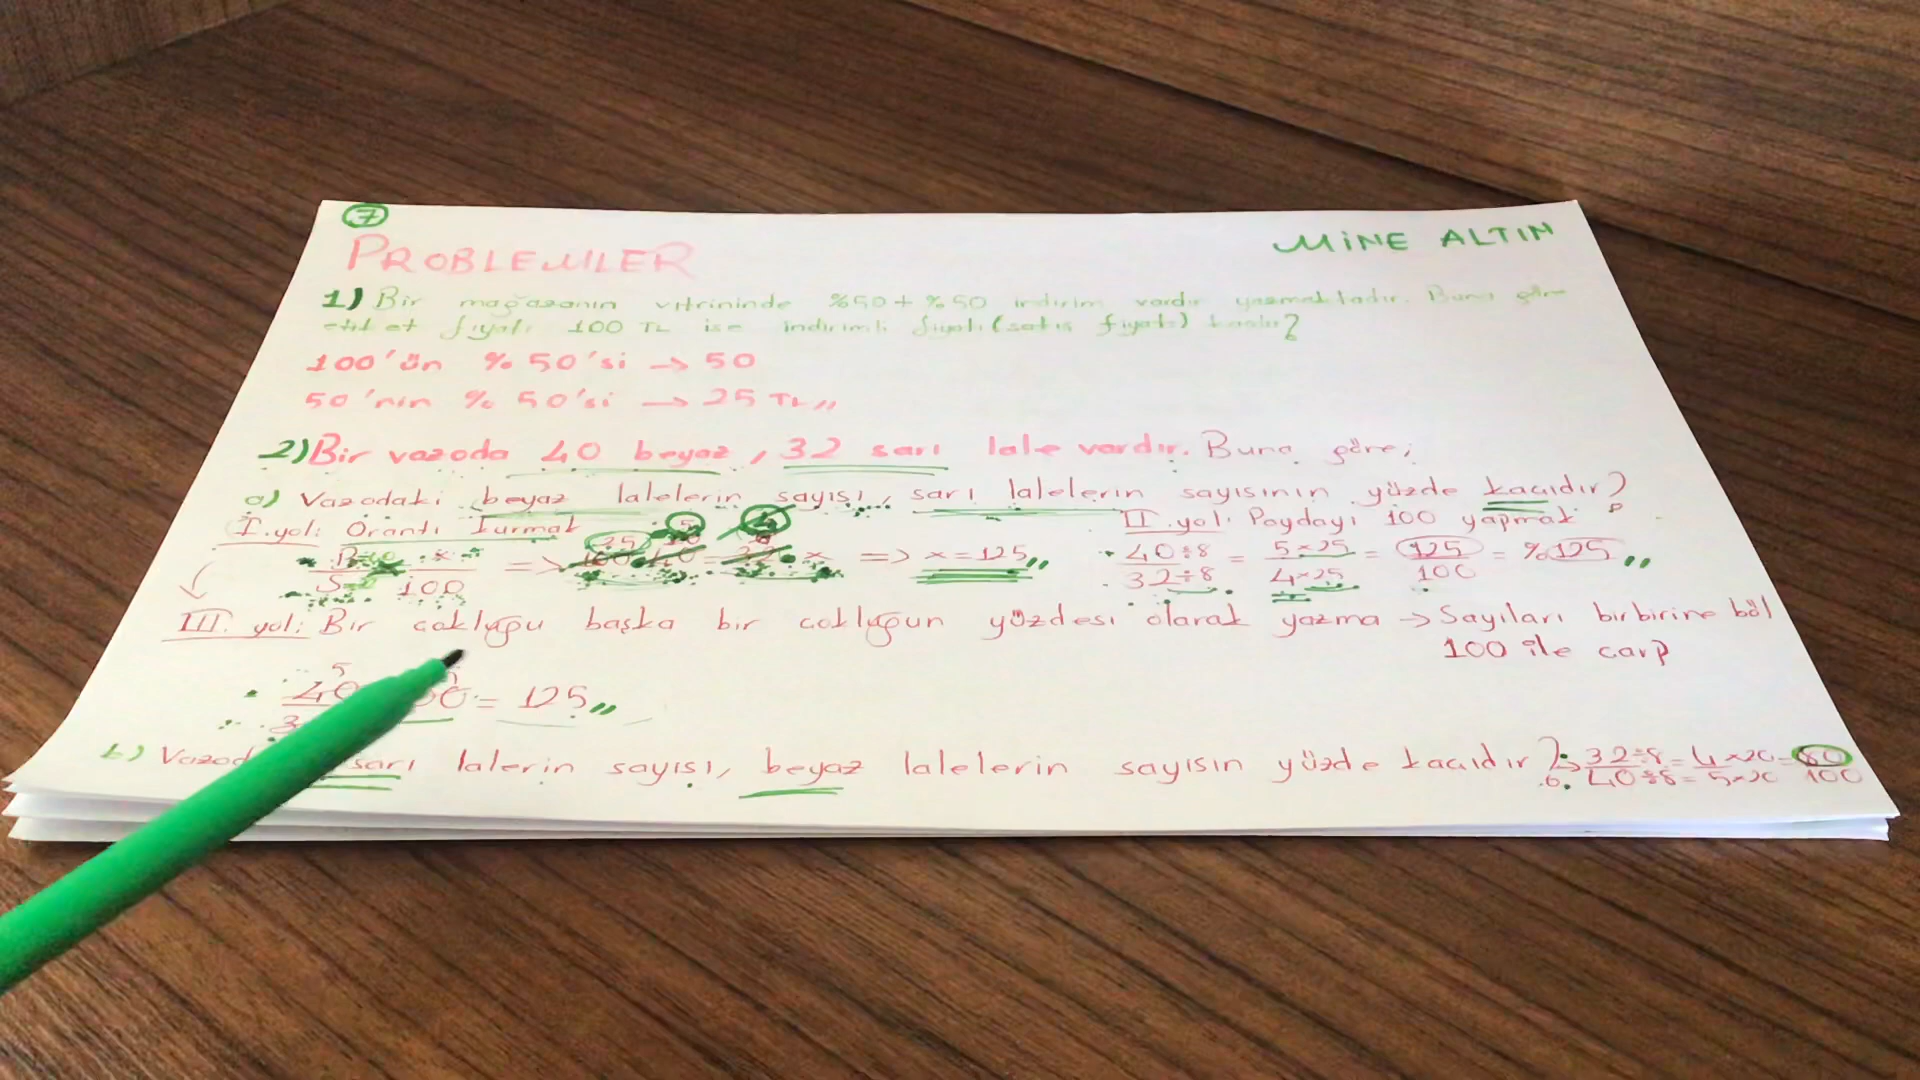 7
PROBLEMLER
MİNE ALTIN
1) Bir mağazanın vitrininde %50 + %50 indirim vardır yazmaktadır. Buna göre
etiket fiyatı 100 TL ise indirimli fiyatı (satış fiyatı) kaçtır?
100'ün %50'si → 50
50'nin %50'si → 25 TL,,
2) Bir vazoda 40 beyaz, 32 sarı lale vardır. Buna göre;
a) Vazodaki beyaz lalelerin sayısı, sarı lalelerin sayısının yüzde kaçıdır?
I. yol: Orantı kurmak
100 => x = 125,,
II. yol: Paydayı 100 yapmak
40÷8 / 32÷8 = 5×25 / 4×25 = 125 / 100 = %125,,
III. yol: Bir çokluğu başka bir çokluğun yüzdesi olarak yazma → Sayıları birbirine böl
100 ile çarp
40 = 125,,
b) sarı lalerin sayısı, beyaz lalelerin sayısın yüzde kaçıdır? 32÷8 / 40÷8 = 4×20 / 5×20 = 80 / 100